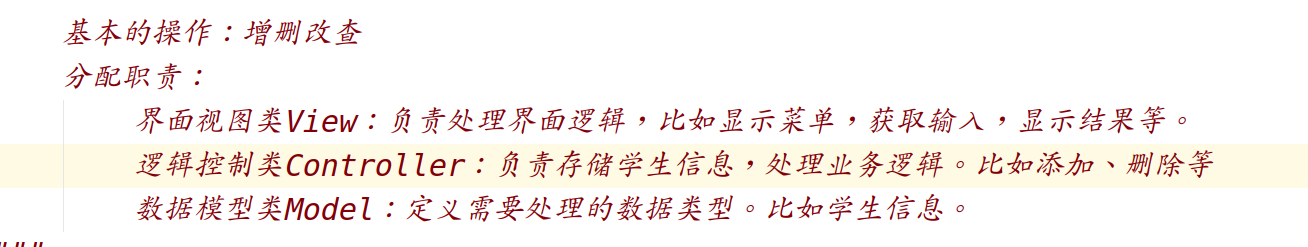 基本的操作：增删改查
分配职责：
界面视图类View：负责处理界面逻辑，比如显示菜单，获取输入，显示结果等。
逻辑控制类Controller：负责存储学生信息，处理业务逻辑。比如添加、删除等
数据模型类Model：定义需要处理的数据类型。比如学生信息。
"""